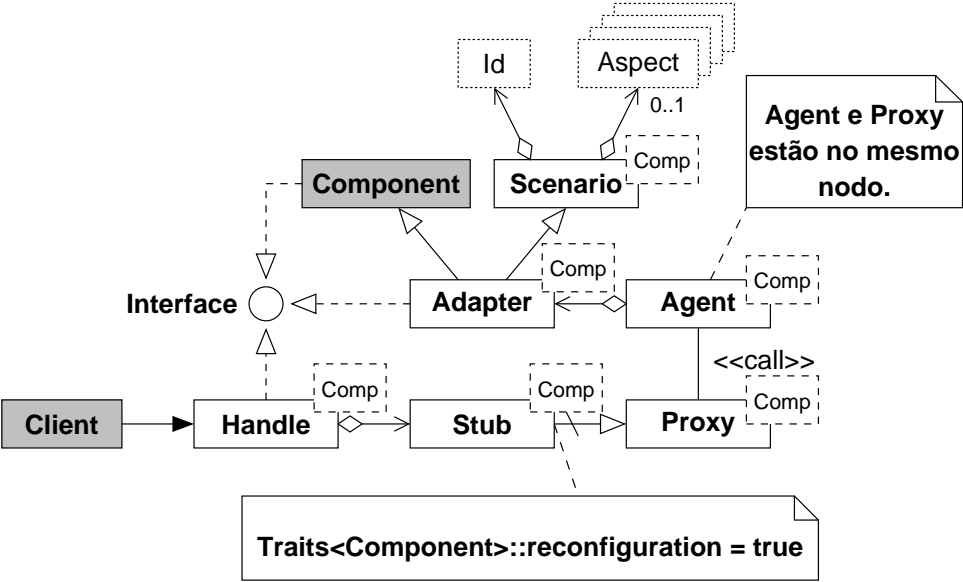 Id
Aspect
0..1
Agent e Proxy
estão no mesmo
nodo.
Component
Scenario
Comp
Interface
Adapter
Comp
Agent
Comp
<<call>>
Client
Handle
Comp
Stub
Comp
Proxy
Comp
Traits<Component>::reconfiguration = true